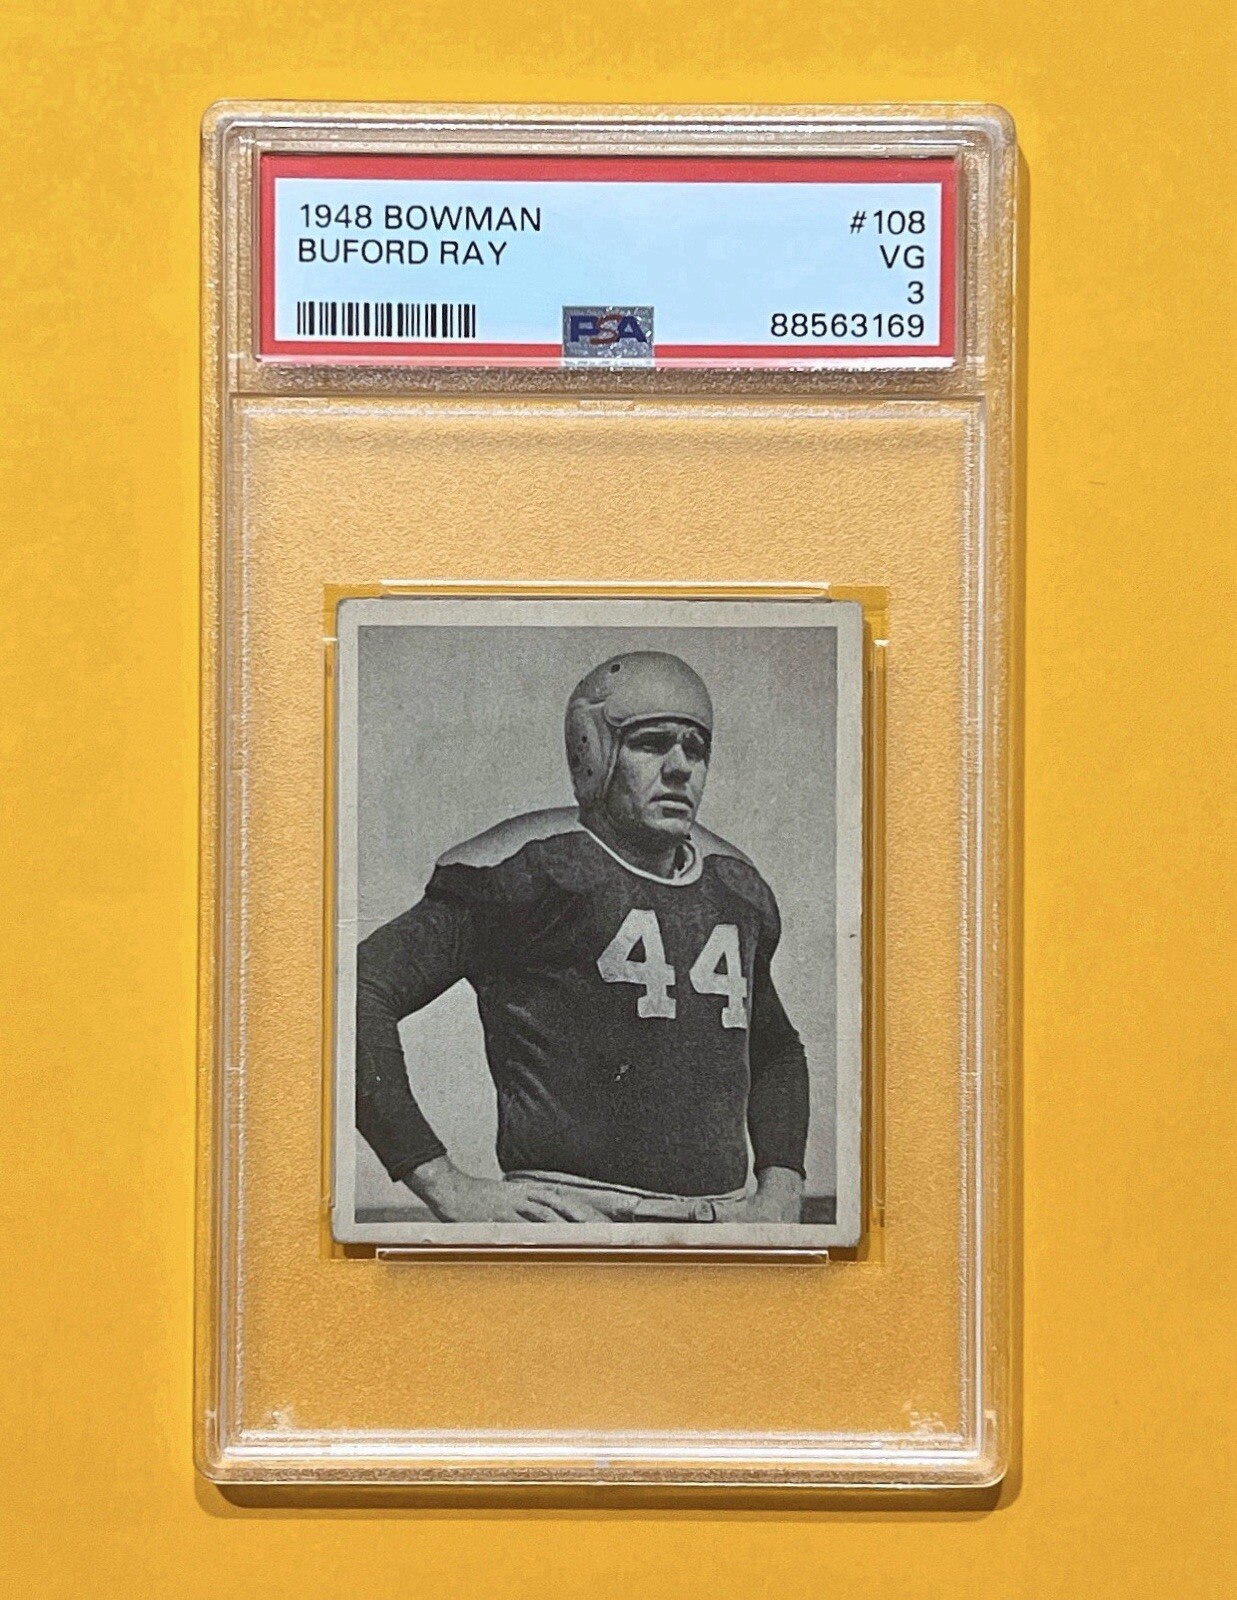 1948 BOWMAN #108
BUFORD RAY VG
3
PSA 88563169
44